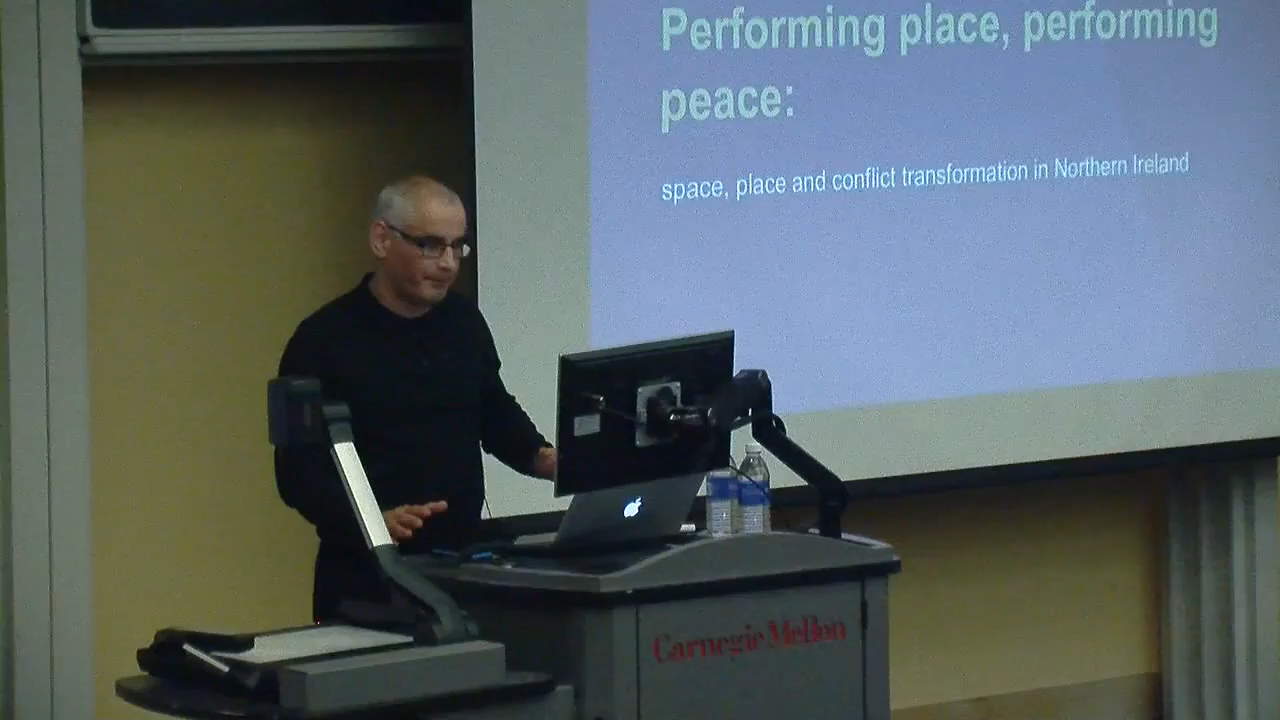 Performing place, performing
peace:
space, place and conflict transformation in Northern Ireland
Carnegie Mellon